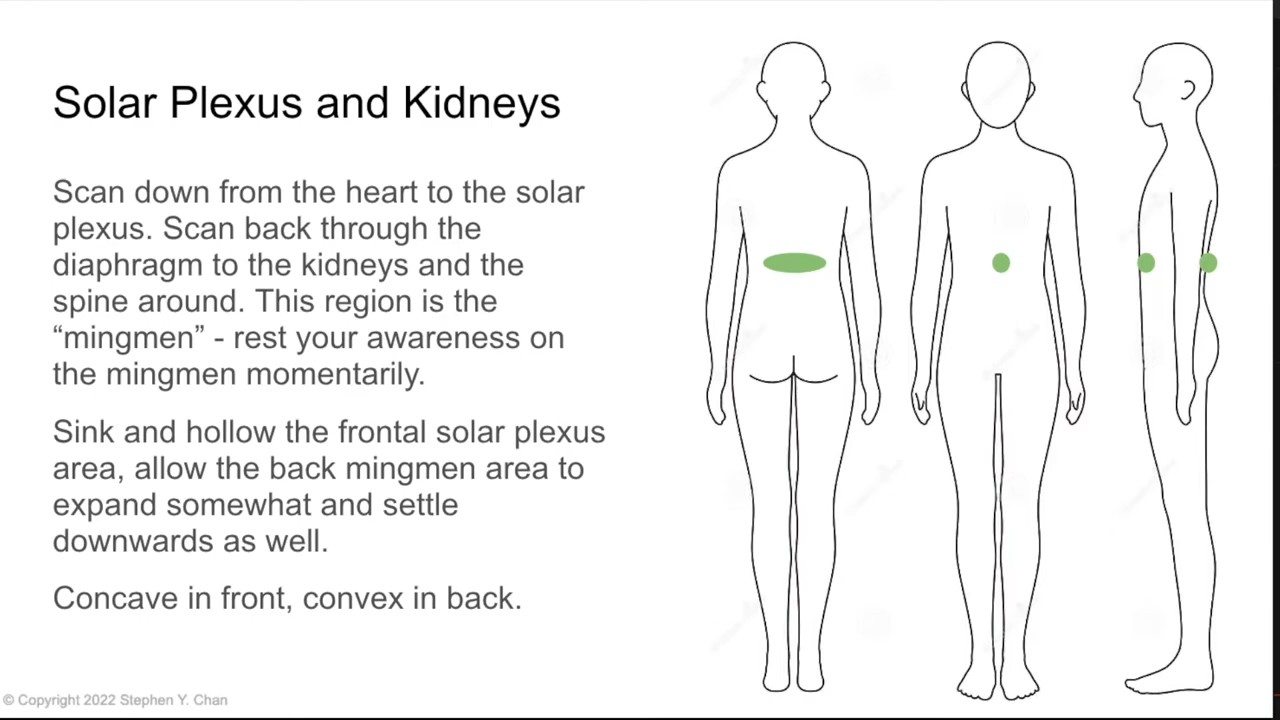 Solar Plexus and Kidneys
Scan down from the heart to the solar
plexus. Scan back through the
diaphragm to the kidneys and the
spine around. This region is the
“mingmen” - rest your awareness on
the mingmen momentarily.
Sink and hollow the frontal solar plexus
area, allow the back mingmen area to
expand somewhat and settle
downwards as well.
Concave in front, convex in back.
© Copyright 2022 Stephen Y. Chan